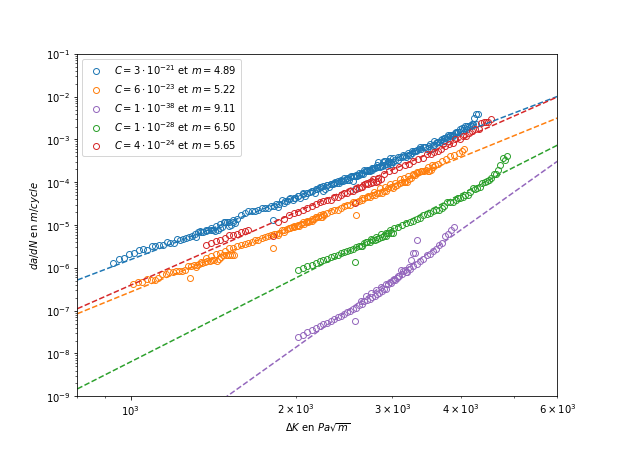 10⁻¹
10⁻²
10⁻³
10⁻⁴
10⁻⁵
10⁻⁶
10⁻⁷
10⁻⁸
10⁻⁹
da/dN en m/cycle
C = 3 · 10⁻²¹ et m = 4.89
C = 6 · 10⁻²³ et m = 5.22
C = 1 · 10⁻³⁸ et m = 9.11
C = 1 · 10⁻²⁸ et m = 6.50
C = 4 · 10⁻²⁴ et m = 5.65
10³ 2 × 10³ 3 × 10³ 4 × 10³ 6 × 10³
ΔK en Pa√m